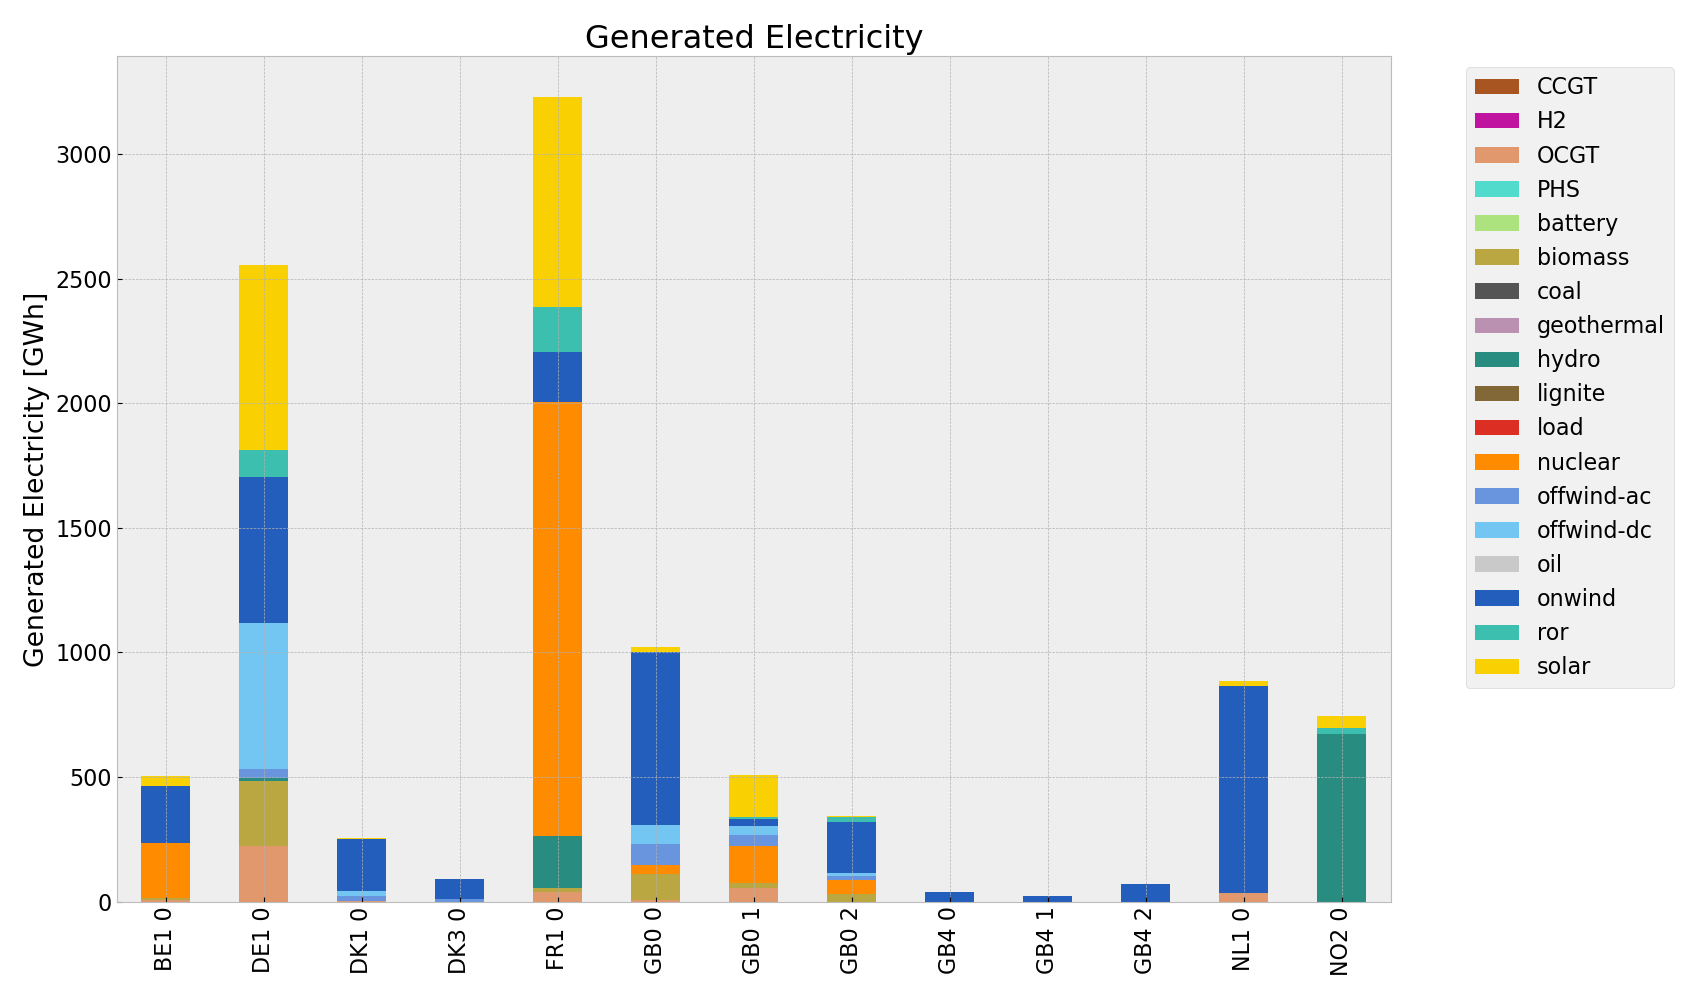 Generated Electricity
Generated Electricity [GWh]
3000
2500
2000
1500
1000
500
0
BE1 0
DE1 0
DK1 0
DK3 0
FR1 0
GB0 0
GB0 1
GB0 2
GB4 0
GB4 1
GB4 2
NL1 0
NO2 0
CCGT
H2
OCGT
PHS
battery
biomass
coal
geothermal
hydro
lignite
load
nuclear
offwind-ac
offwind-dc
oil
onwind
ror
solar